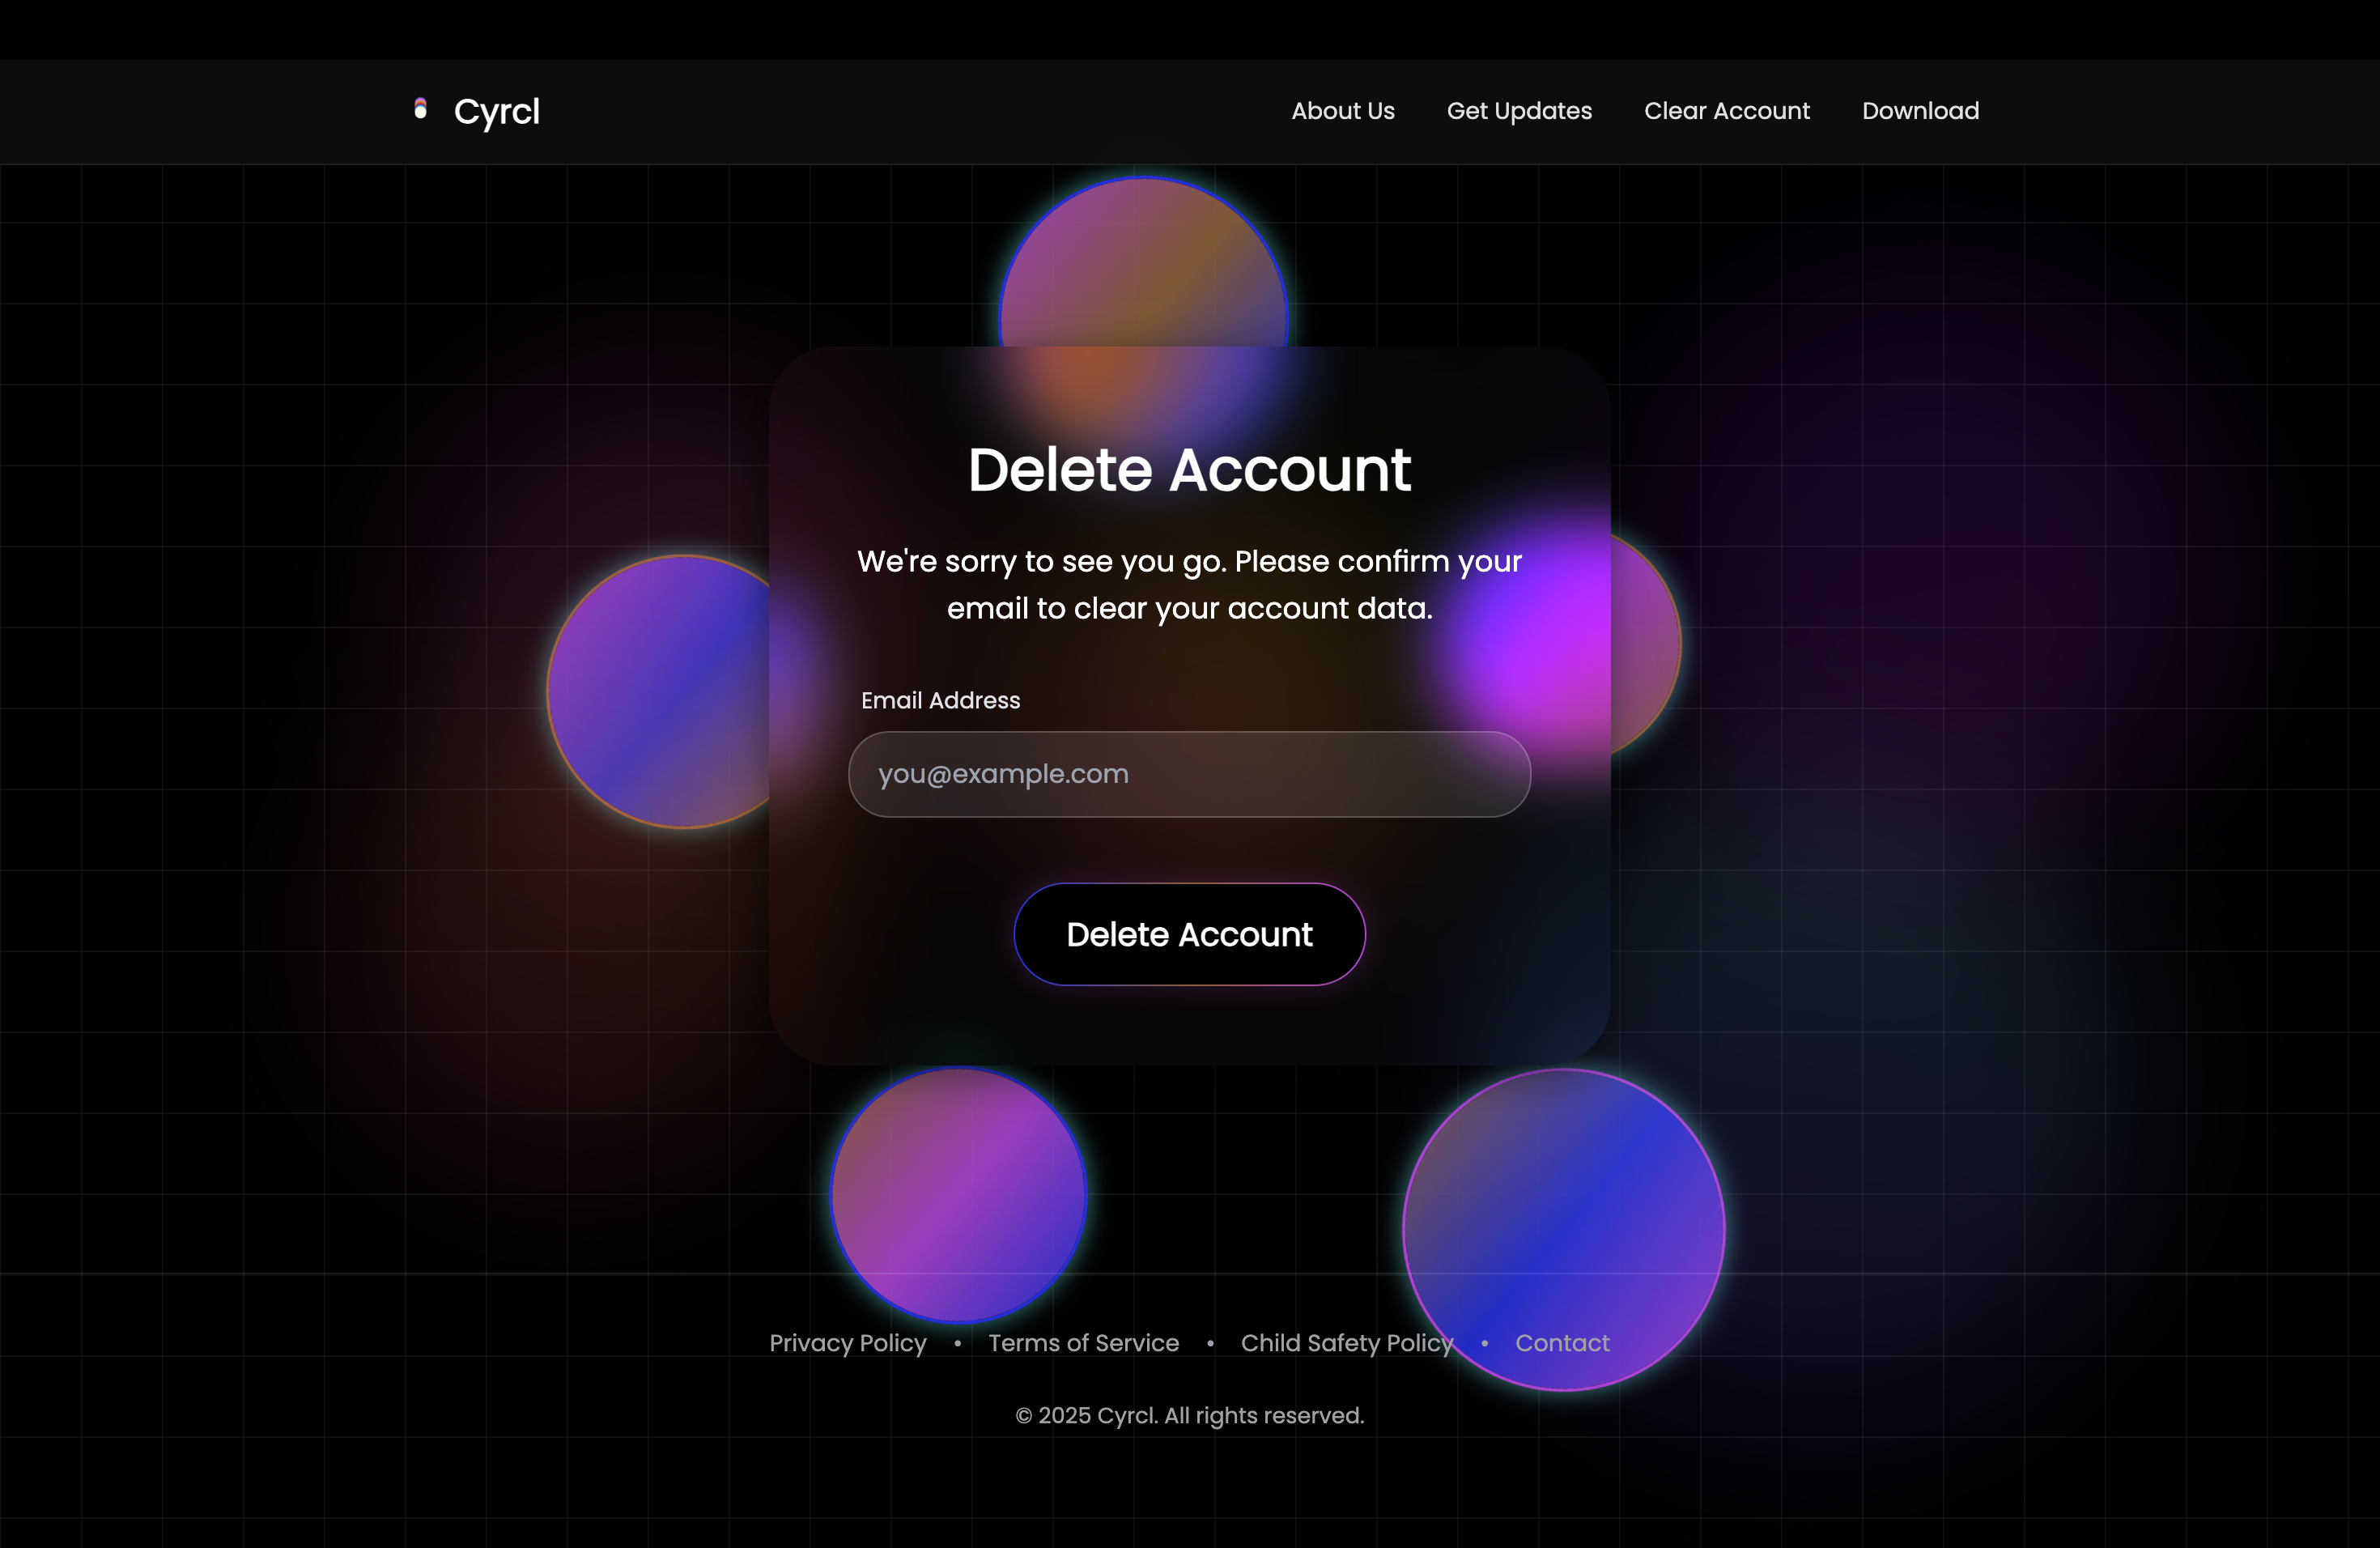 Cyrcl
About Us
Get Updates
Clear Account
Download
Delete Account
We're sorry to see you go. Please confirm your
email to clear your account data.
Email Address
you@example.com
Delete Account
Privacy Policy • Terms of Service • Child Safety Policy • Contact
© 2025 Cyrcl. All rights reserved.